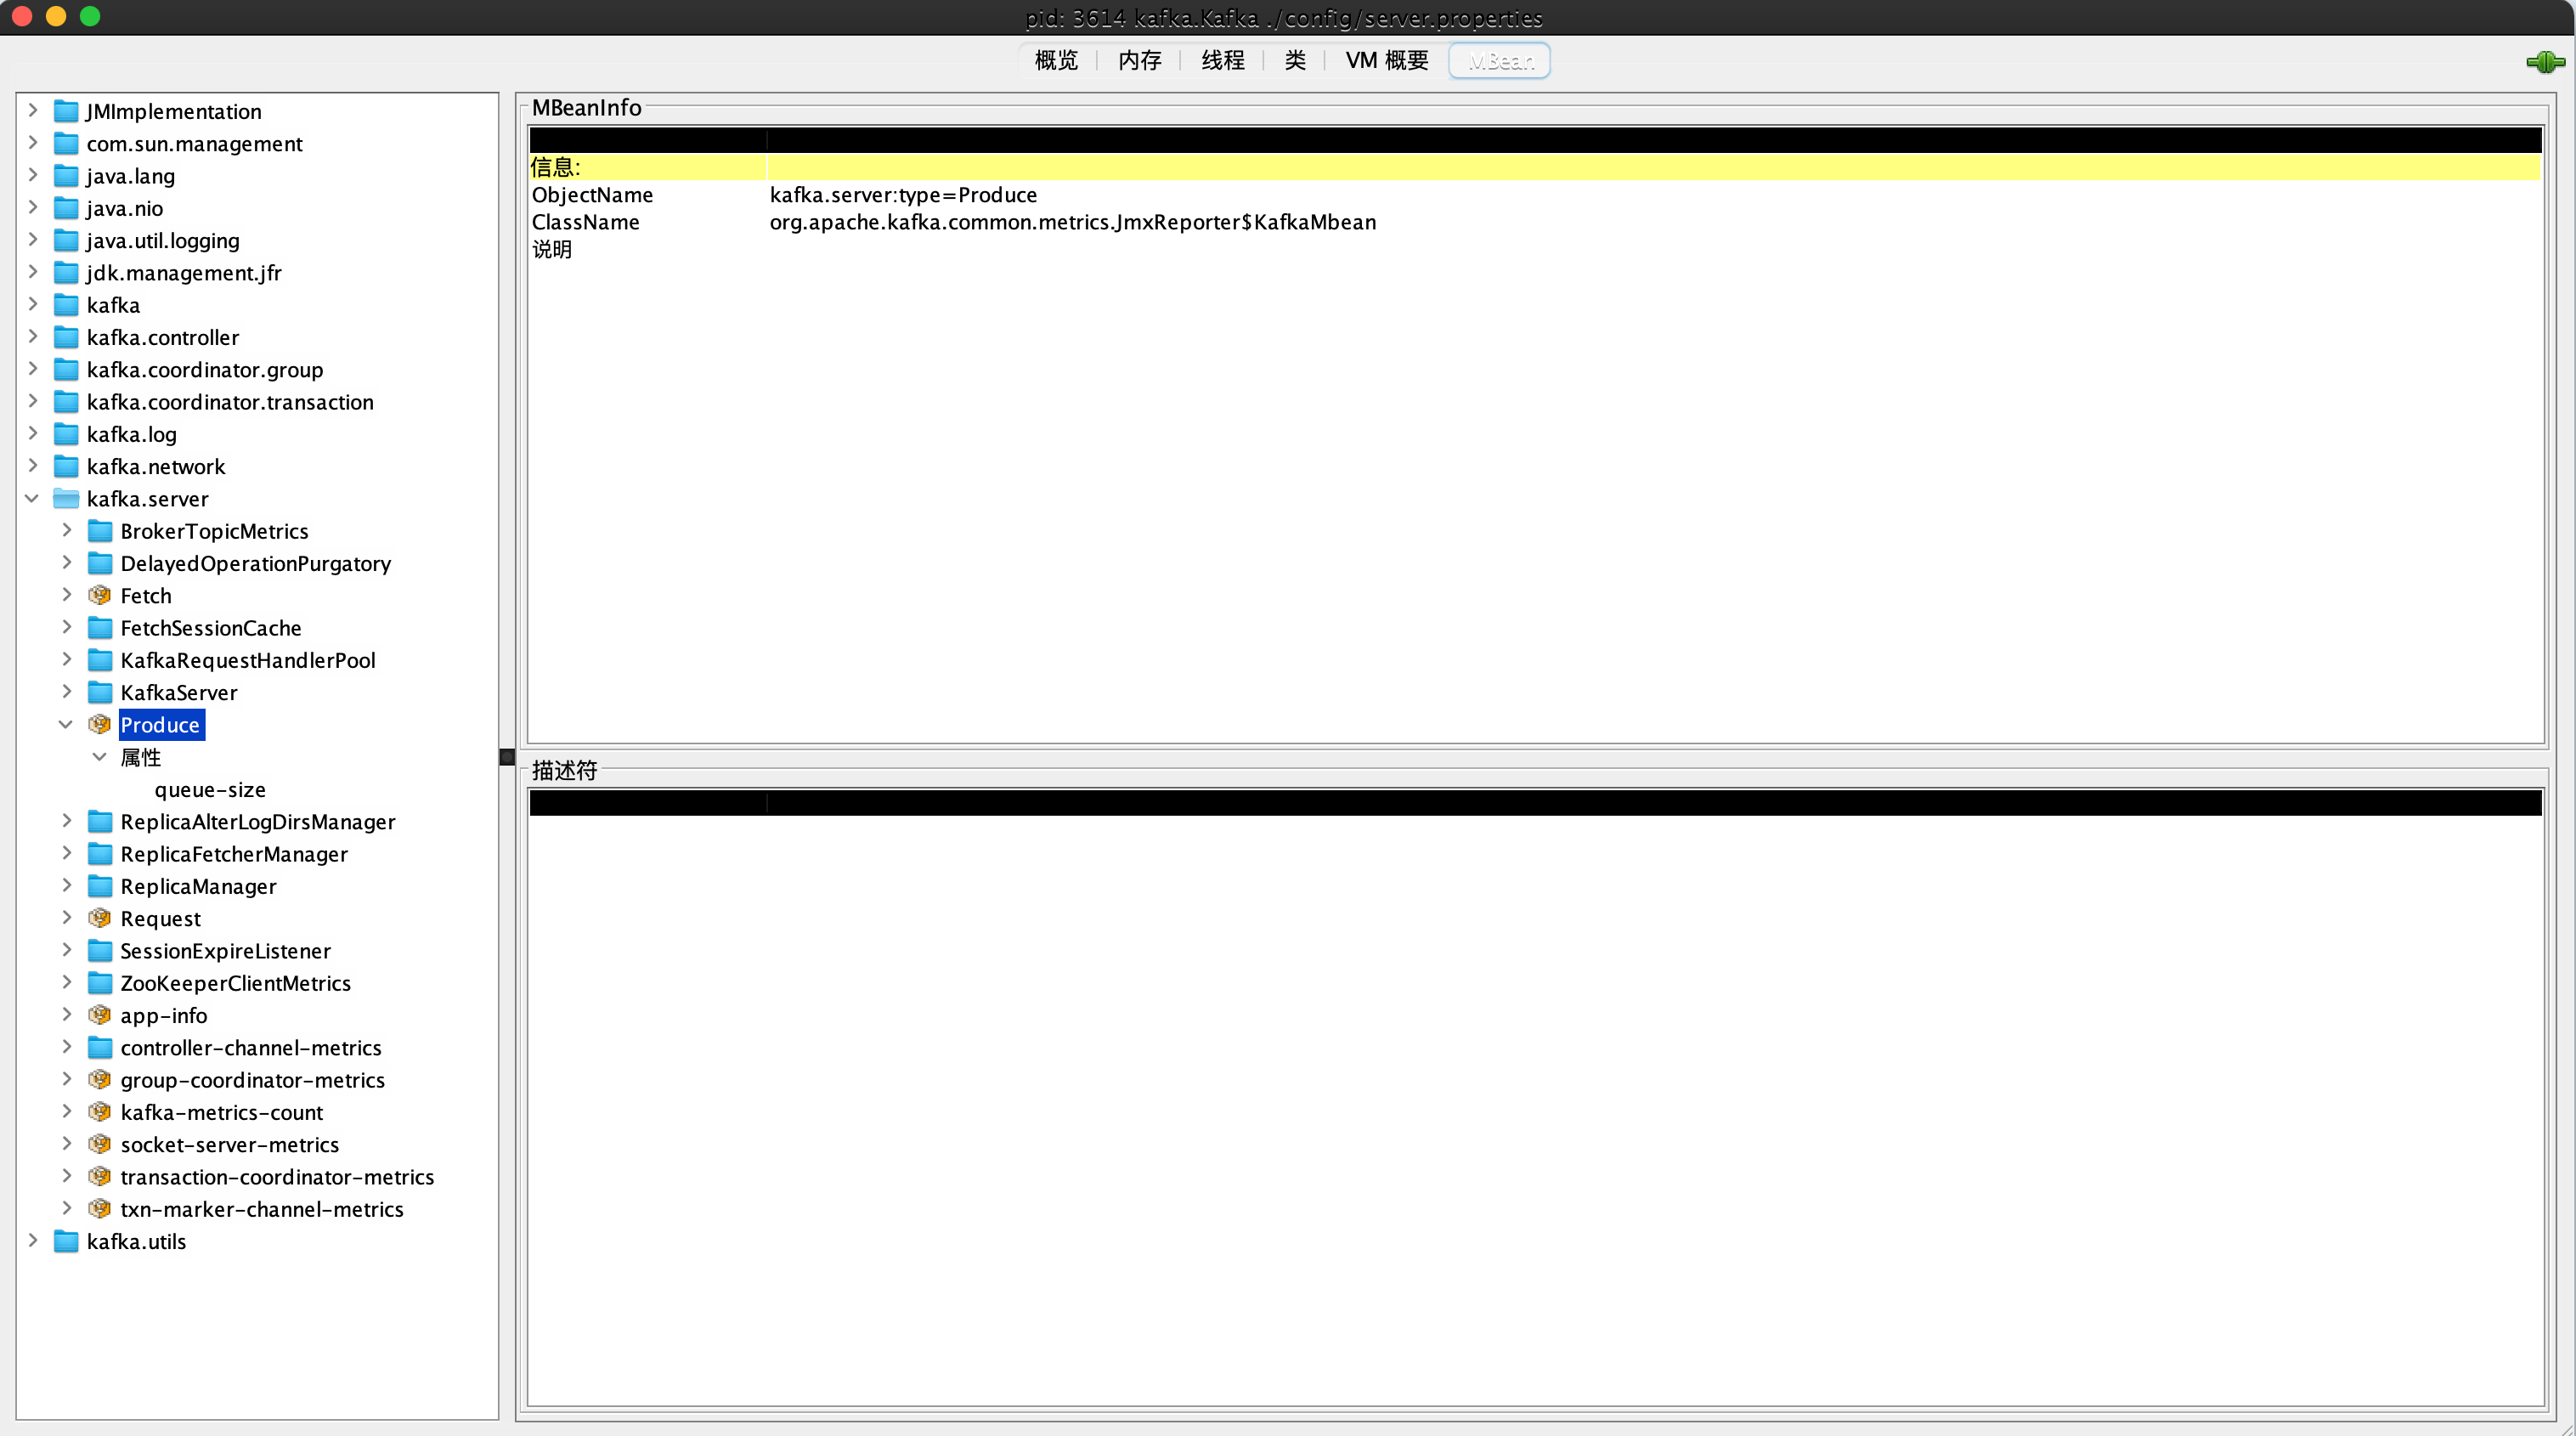 pid: 3614 kafka.Kafka ./config/server.properties
概览 内存 线程 类 VM 概要 MBean
JMImplementation
com.sun.management
java.lang
java.nio
java.util.logging
jdk.management.jfr
kafka
kafka.controller
kafka.coordinator.group
kafka.coordinator.transaction
kafka.log
kafka.network
kafka.server
BrokerTopicMetrics
DelayedOperationPurgatory
Fetch
FetchSessionCache
KafkaRequestHandlerPool
KafkaServer
Produce
属性
queue-size
ReplicaAlterLogDirsManager
ReplicaFetcherManager
ReplicaManager
Request
SessionExpireListener
ZooKeeperClientMetrics
app-info
controller-channel-metrics
group-coordinator-metrics
kafka-metrics-count
socket-server-metrics
transaction-coordinator-metrics
txn-marker-channel-metrics
kafka.utils
MBeanInfo
信息:
ObjectName kafka.server:type=Produce
ClassName org.apache.kafka.common.metrics.JmxReporter$KafkaMbean
说明
描述符